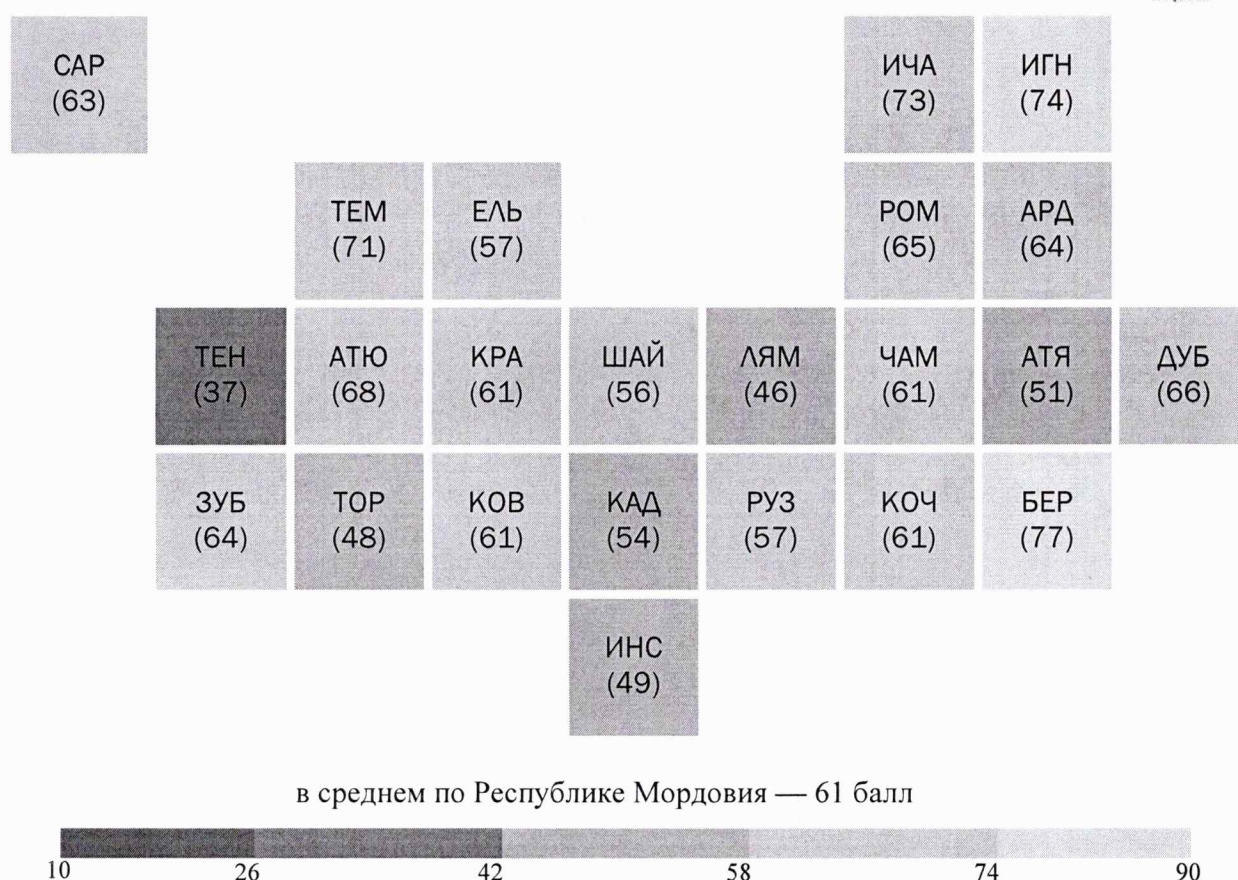 САР
(63)
ИЧА
(73)
ИГН
(74)
ТЕМ
(71)
ЕЛЬ
(57)
РОМ
(65)
АРД
(64)
ТЕН
(37)
АТЮ
(68)
КРА
(61)
ШАЙ
(56)
ЛЯМ
(46)
ЧАМ
(61)
АТЯ
(51)
ДУБ
(66)
ЗУБ
(64)
ТОР
(48)
КОВ
(61)
КАД
(54)
РУЗ
(57)
КОЧ
(61)
БЕР
(77)
ИНС
(49)
в среднем по Республике Мордовия — 61 балл
10 26 42 58 74 90